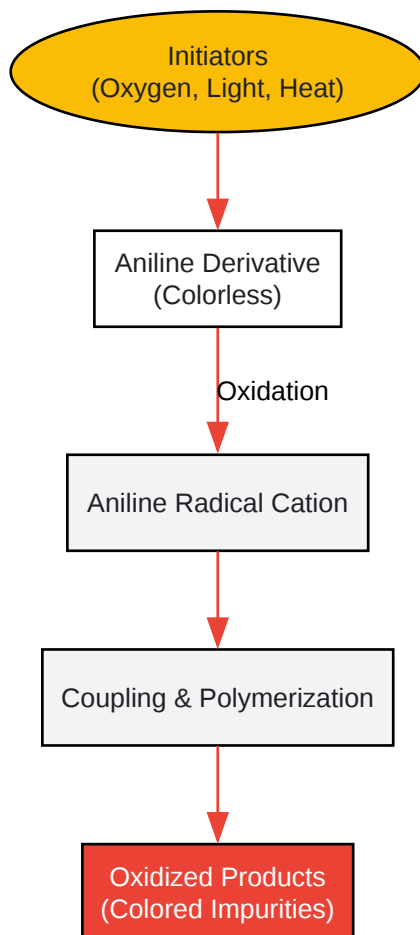 Initiators
(Oxygen, Light, Heat)
Aniline Derivative
(Colorless)
Oxidation
Aniline Radical Cation
Coupling & Polymerization
Oxidized Products
(Colored Impurities)